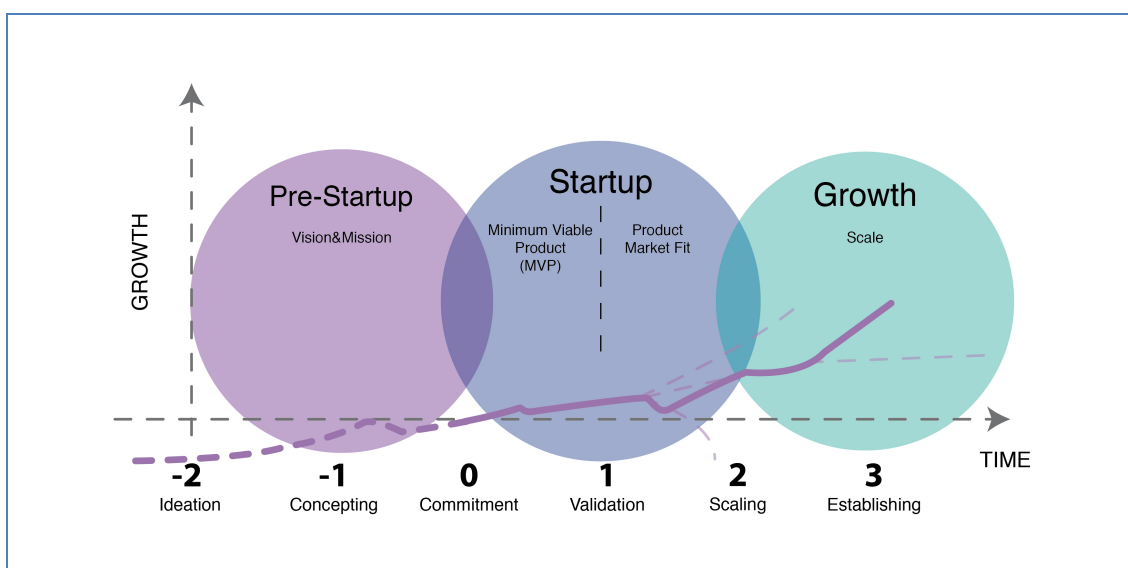 GROWTH
Pre-Startup
Vision&Mission
Startup
Minimum Viable
Product
(MVP)
Product
Market Fit
Growth
Scale
TIME
-2
Ideation
-1
Concepting
0
Commitment
1
Validation
2
Scaling
3
Establishing